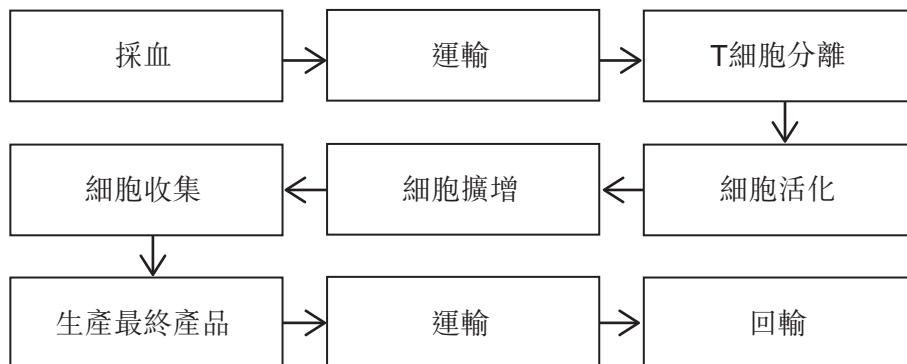 採血
運輸
T細胞分離
細胞活化
細胞擴增
細胞收集
生產最終產品
運輸
回輸